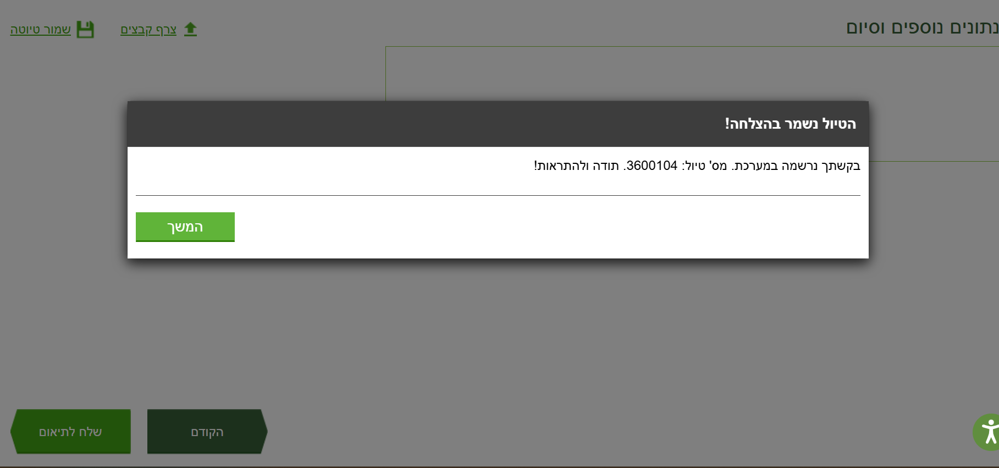 נתונים נוספים וסיום
צרף קבצים
שמור טיוטה
הטיול נשמר בהצלחה!
בקשתך נרשמה במערכת. מס' טיול: 3600104. תודה ולהתראות!
המשך
הקודם
שלח לתיאום